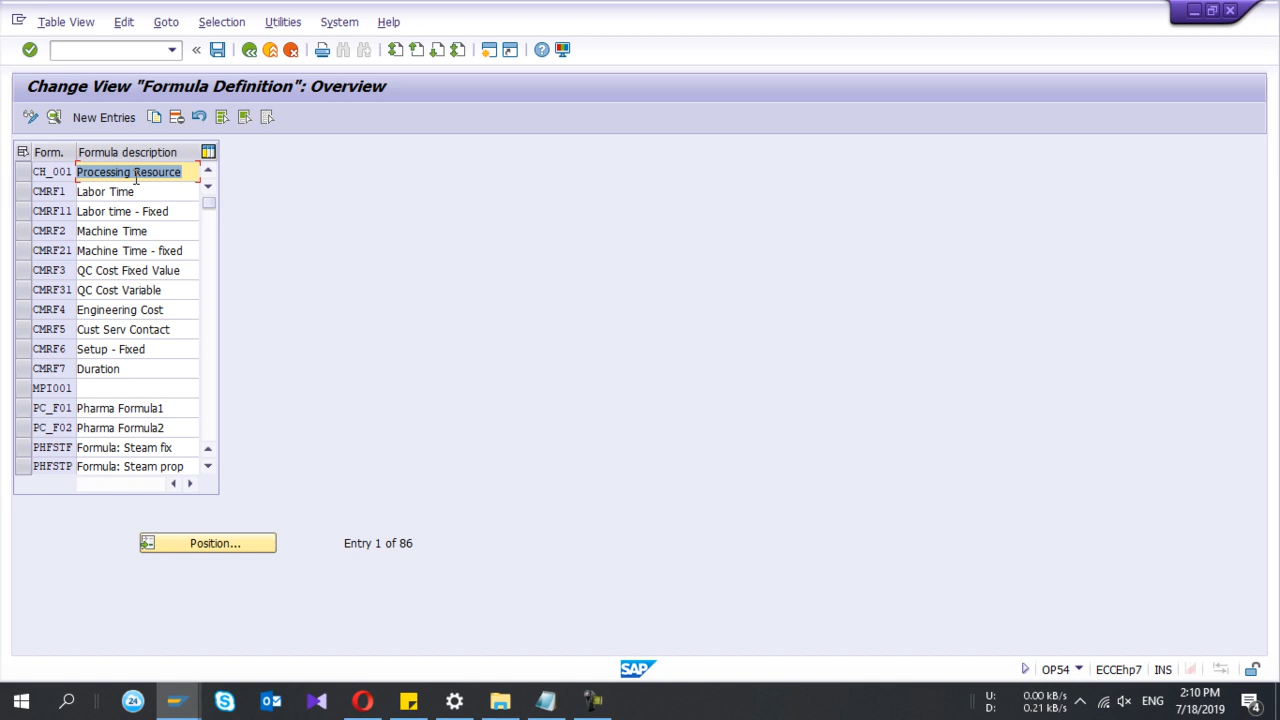 Table View Edit Goto Selection Utilities System Help
Change View "Formula Definition": Overview
New Entries
Form. Formula description
CH_001 Processing Resource
CMRF1 Labor Time
CMRF11 Labor time - Fixed
CMRF2 Machine Time
CMRF21 Machine Time - fixed
CMRF3 QC Cost Fixed Value
CMRF31 QC Cost Variable
CMRF4 Engineering Cost
CMRF5 Cust Serv Contact
CMRF6 Setup - Fixed
CMRF7 Duration
MPI001
PC_F01 Pharma Formula1
PC_F02 Pharma Formula2
PHFSTF Formula: Steam fix
PHFSTP Formula: Steam prop
Position... Entry 1 of 86
SAP OP54 ECCEhp7 INS
24 U: 0.00 kB/s ENG 2:10 PM
D: 0.21 kB/s 7/18/2019 4